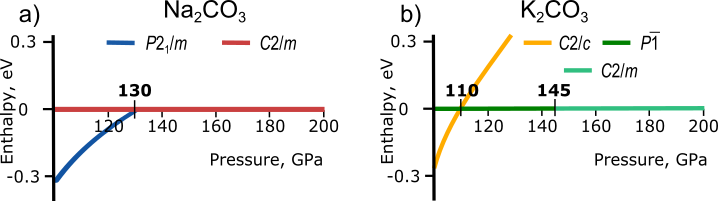 a) Na₂CO₃
0.3
P2₁/m C2/m
130
Enthalpy, eV
0
120 140 160 180 200
Pressure, GPa
-0.3
b) K₂CO₃
0.3
C2/c P1̅
C2/m
110 145
Enthalpy, eV
0
120 140 160 180 200
Pressure, GPa
-0.3